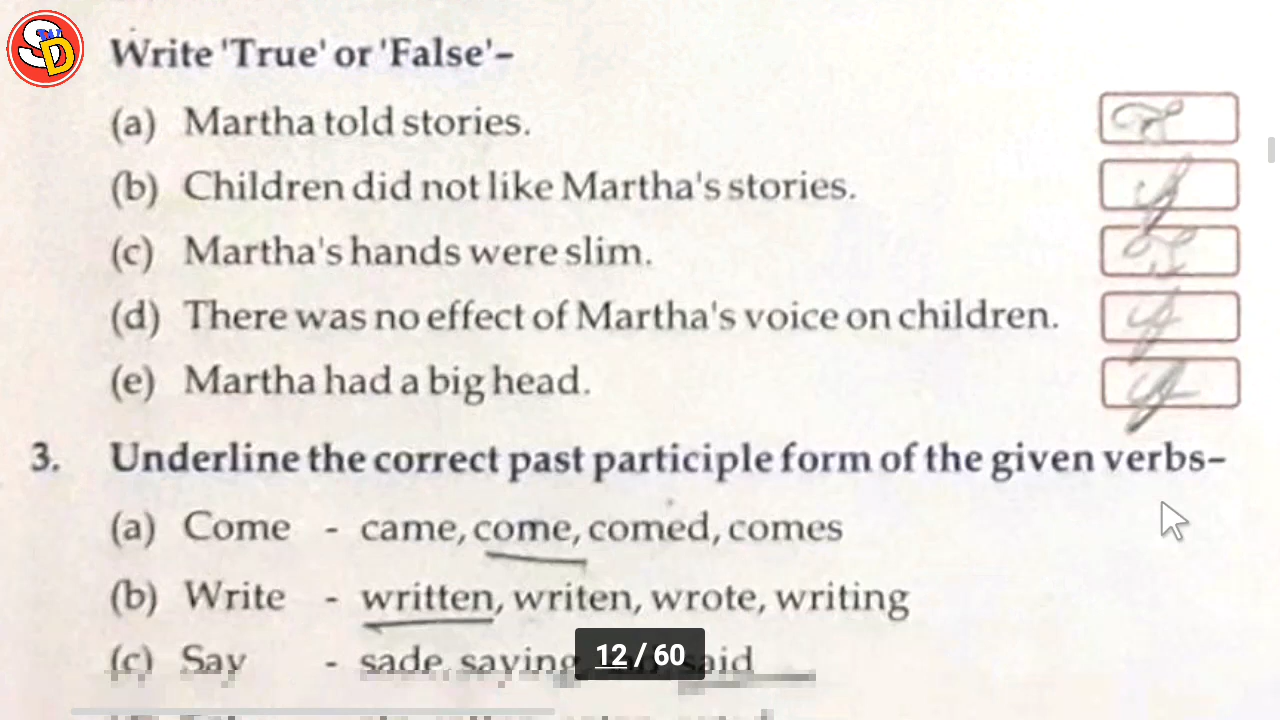 SD
Write 'True' or 'False'-
(a) Martha told stories.
(b) Children did not like Martha's stories.
(c) Martha's hands were slim.
(d) There was no effect of Martha's voice on children.
(e) Martha had a big head.
3. Underline the correct past participle form of the given verbs-
(a) Come - came, come, comed, comes
(b) Write - written, writen, wrote, writing
(c) Say - sade, saying said
12 / 60